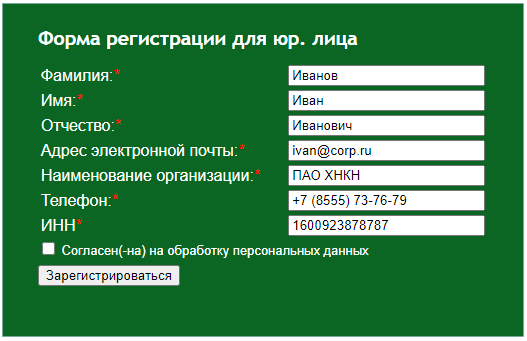 Форма регистрации для юр. лица
Фамилия:* Иванов
Имя:* Иван
Отчество:* Иванович
Адрес электронной почты:* ivan@corp.ru
Наименование организации:* ПАО ХНКН
Телефон:* +7 (8555) 73-76-79
ИНН* 1600923878787
Согласен(-на) на обработку персональных данных
Зарегистрироваться